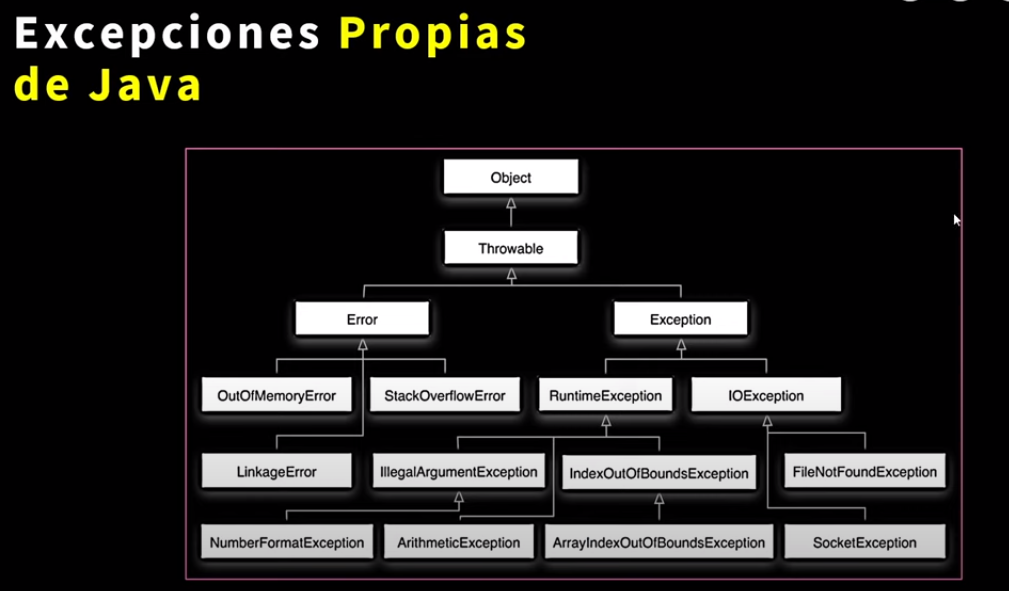 Excepciones Propias
de Java
Object
Throwable
Error
Exception
OutOfMemoryError
StackOverflowError
RuntimeException
IOException
LinkageError
IllegalArgumentException
IndexOutOfBoundsException
FileNotFoundException
NumberFormatException
ArithmeticException
ArrayIndexOutOfBoundsException
SocketException